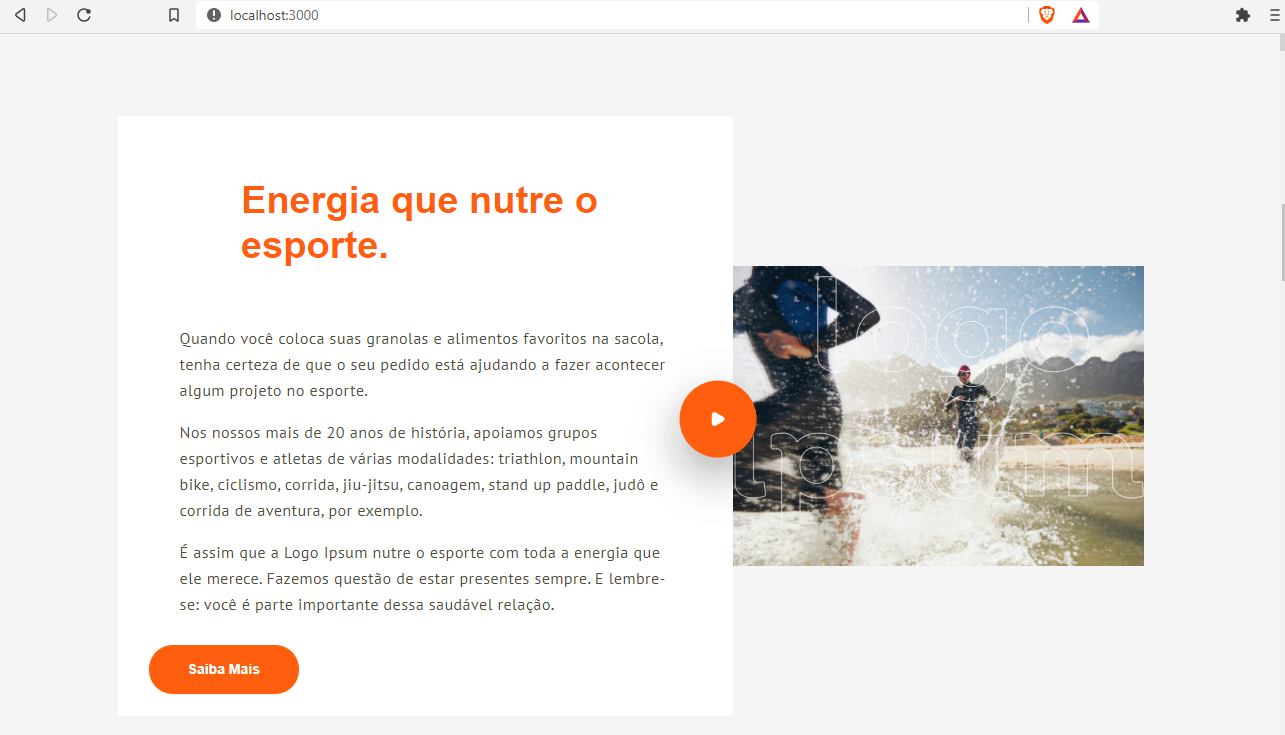 localhost:3000
Energia que nutre o
esporte.
Quando você coloca suas granolas e alimentos favoritos na sacola,
tenha certeza de que o seu pedido está ajudando a fazer acontecer
algum projeto no esporte.
Nos nossos mais de 20 anos de história, apoiamos grupos
esportivos e atletas de várias modalidades: triathlon, mountain
bike, ciclismo, corrida, jiu-jitsu, canoagem, stand up paddle, judô e
corrida de aventura, por exemplo.
É assim que a Logo Ipsum nutre o esporte com toda a energia que
ele merece. Fazemos questão de estar presentes sempre. E lembre-
se: você é parte importante dessa saudável relação.
Saiba Mais
logo
ipsum